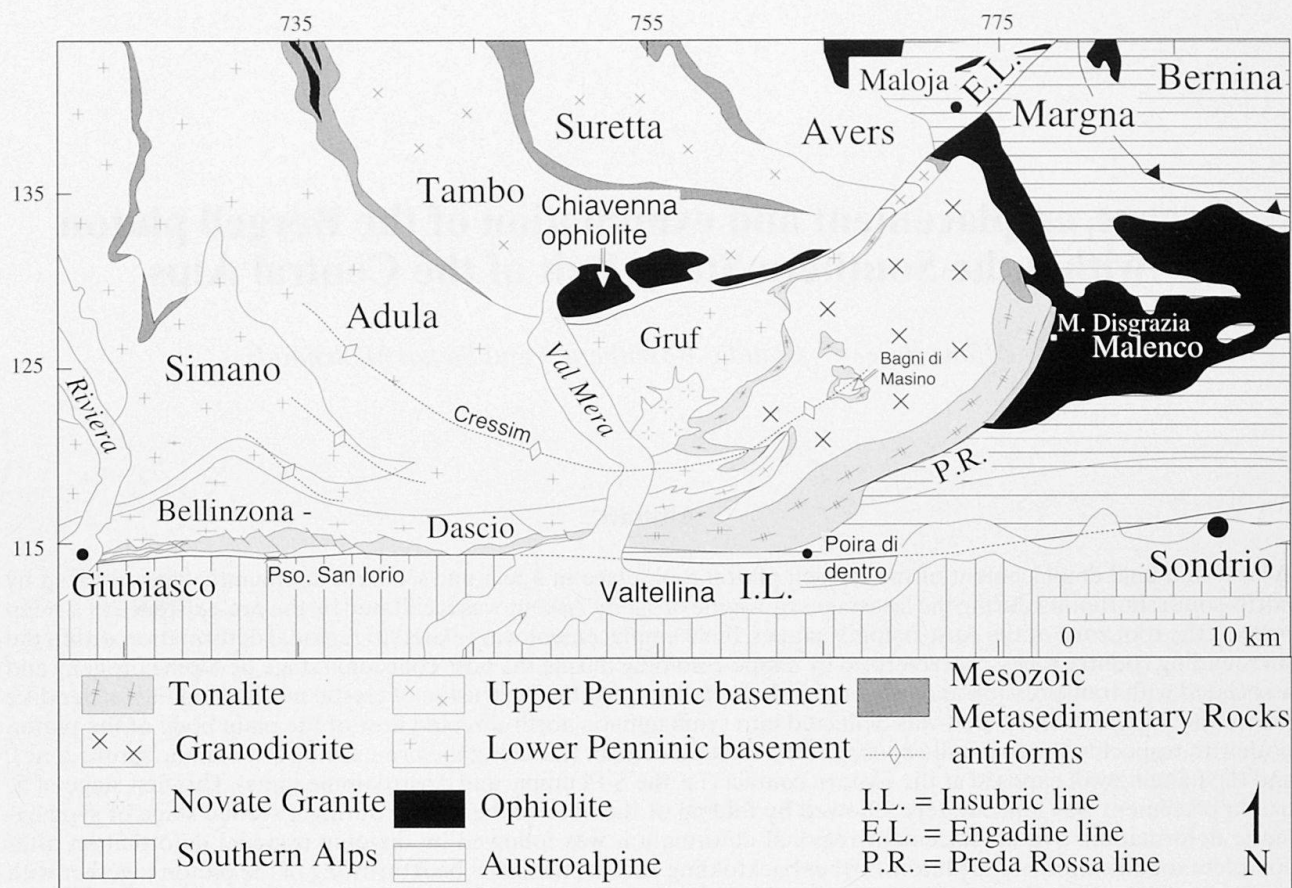 735 755 775
Maloja
E.L.
Bernina
Margna
Suretta
Avers
135
Tambo
Chiavenna
ophiolite
Adula
Gruf
M. Disgrazia
Malenco
125
Simano
Riviera
Val Mera
Bagni di
Masino
Cressim
P.R.
Bellinzona -
Dascio
115
Poira di
dentro
Sondrio
Giubiasco
Pso. San Iorio
Valtellina
I.L.
0 10 km
Tonalite
Granodiorite
Novate Granite
Southern Alps
Upper Penninic basement
Lower Penninic basement
Ophiolite
Austroalpine
Mesozoic
Metasedimentary Rocks
antiforms
I.L. = Insubric line
E.L. = Engadine line
P.R. = Preda Rossa line
N